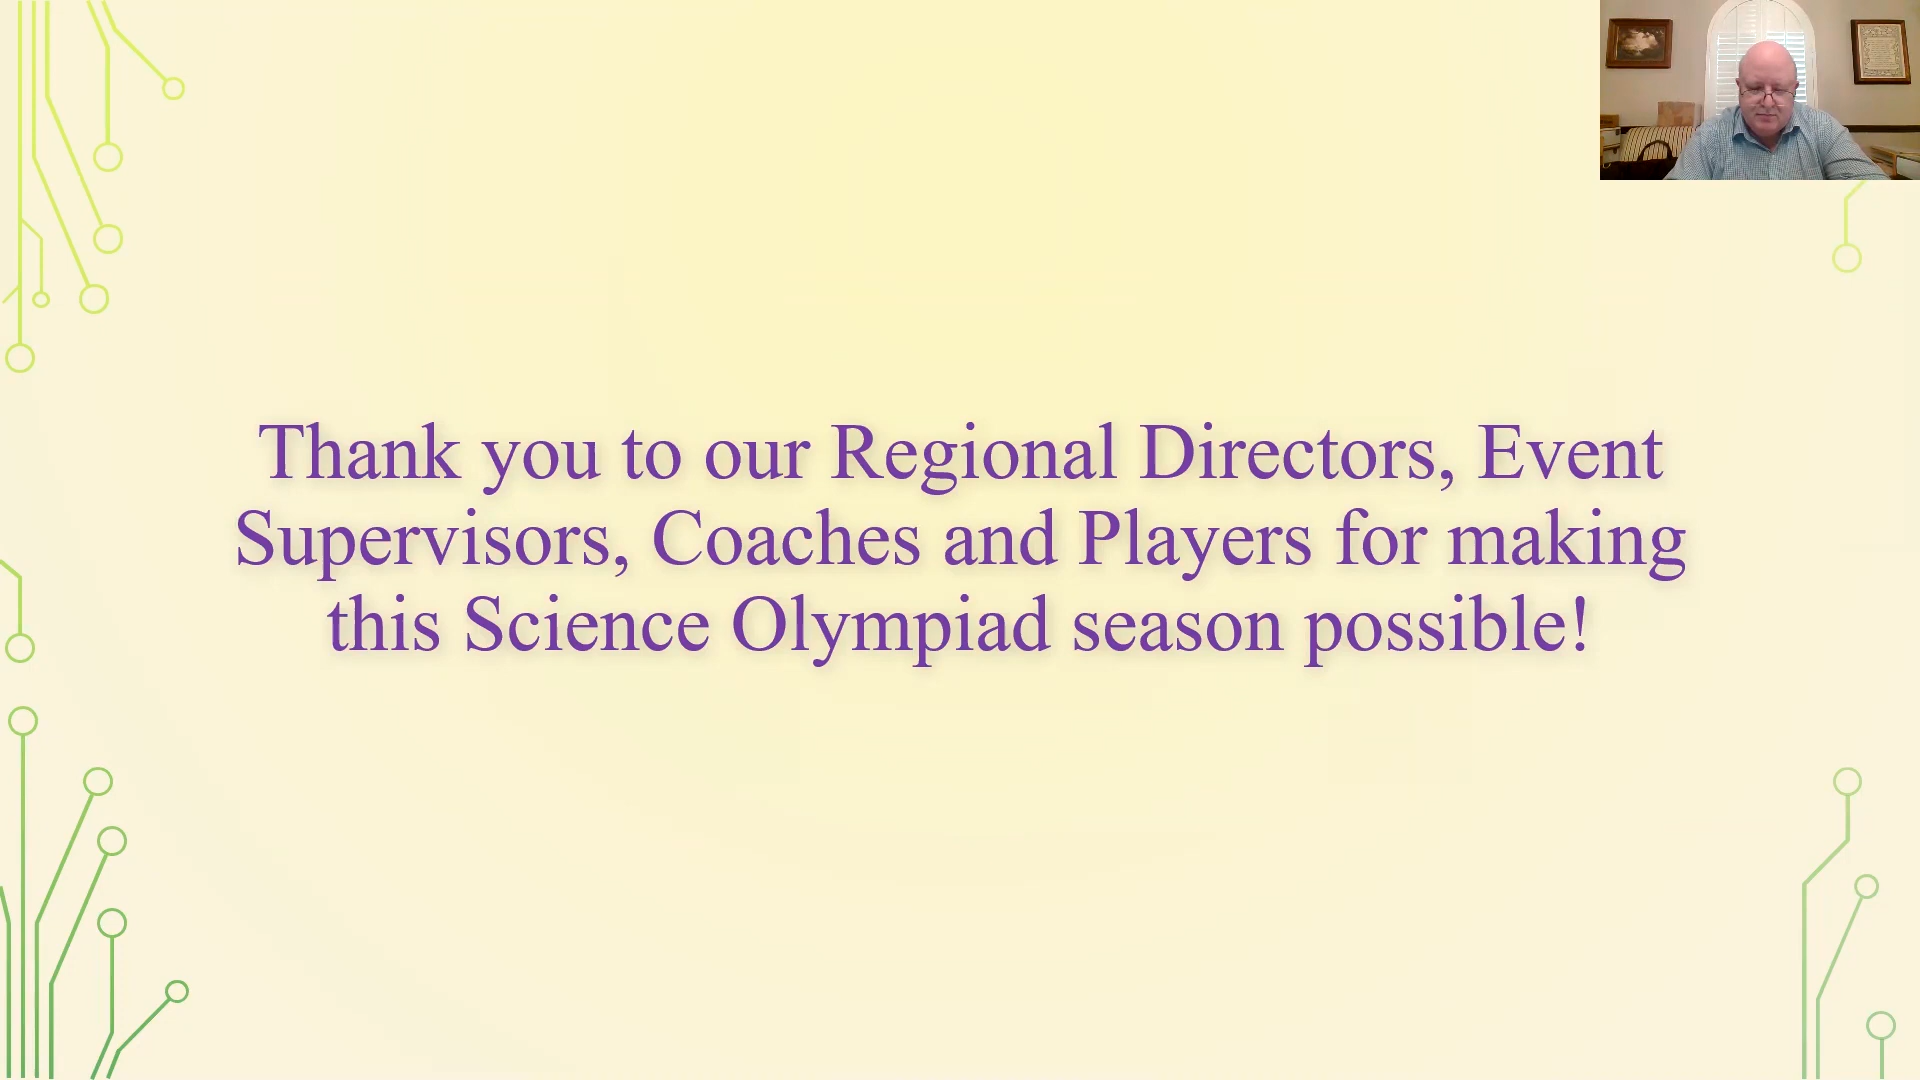 Thank you to our Regional Directors, Event
Supervisors, Coaches and Players for making
this Science Olympiad season possible!